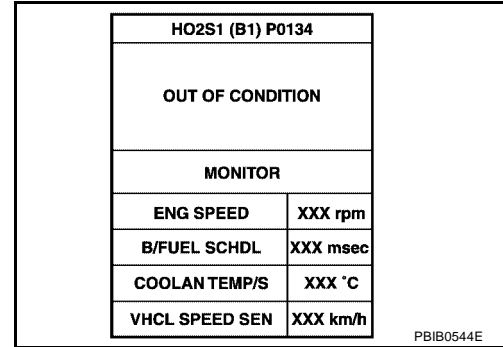 HO2S1 (B1) P0134
OUT OF CONDITION
MONITOR
ENG SPEED XXX rpm
B/FUEL SCHDL XXX msec
COOLAN TEMP/S XXX °C
VHCL SPEED SEN XXX km/h
PBIB0544E